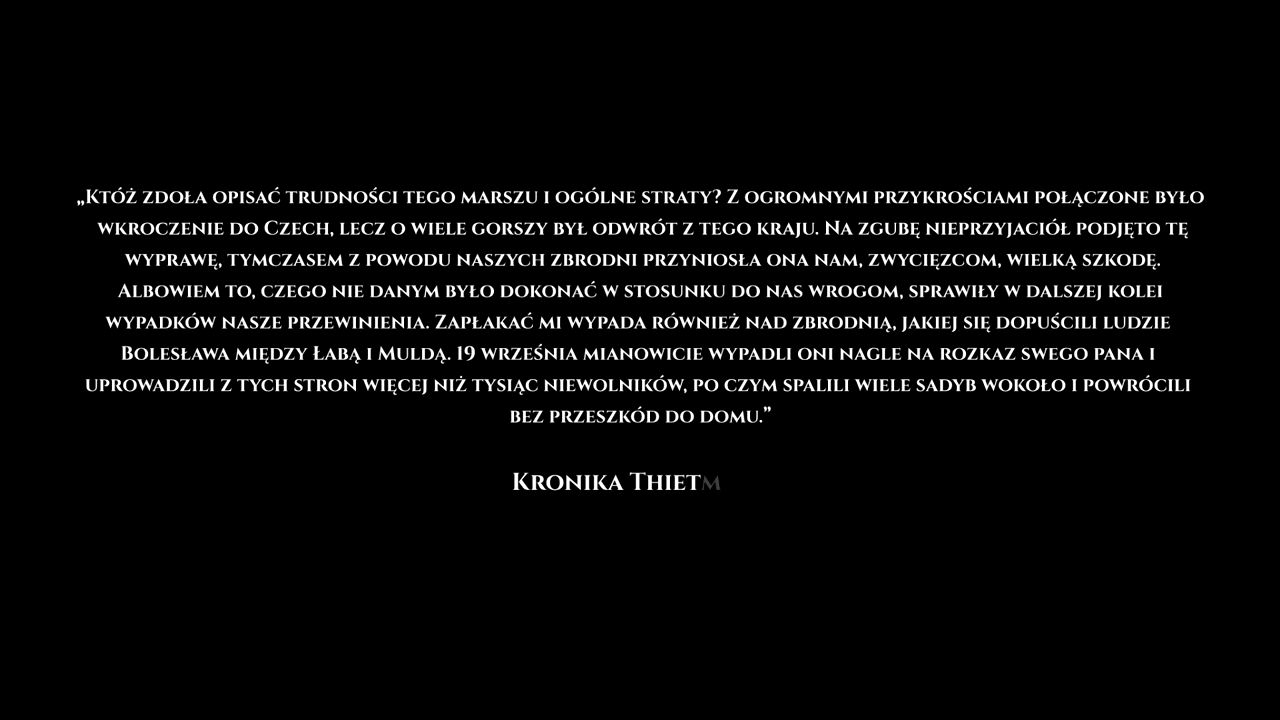 „Któż zdoła opisać trudności tego marszu i ogólne straty? Z ogromnymi przykrościami połączone było
wkroczenie do Czech, lecz o wiele gorszy był odwrót z tego kraju. Na zgubę nieprzyjaciół podjęto tę
wyprawę, tymczasem z powodu naszych zbrodni przyniosła ona nam, zwycięzcom, wielką szkodę.
Albowiem to, czego nie danym było dokonać w stosunku do nas wrogom, sprawiły w dalszej kolei
wypadków nasze przewinienia. Zapłakać mi wypada również nad zbrodnią, jakiej się dopuścili ludzie
Bolesława między Łabą i Muldą. 19 września mianowicie wypadli oni nagle na rozkaz swego pana i
uprowadzili z tych stron więcej niż tysiąc niewolników, po czym spalili wiele sadyb wokoło i powrócili
bez przeszkód do domu.”
Kronika Thietm